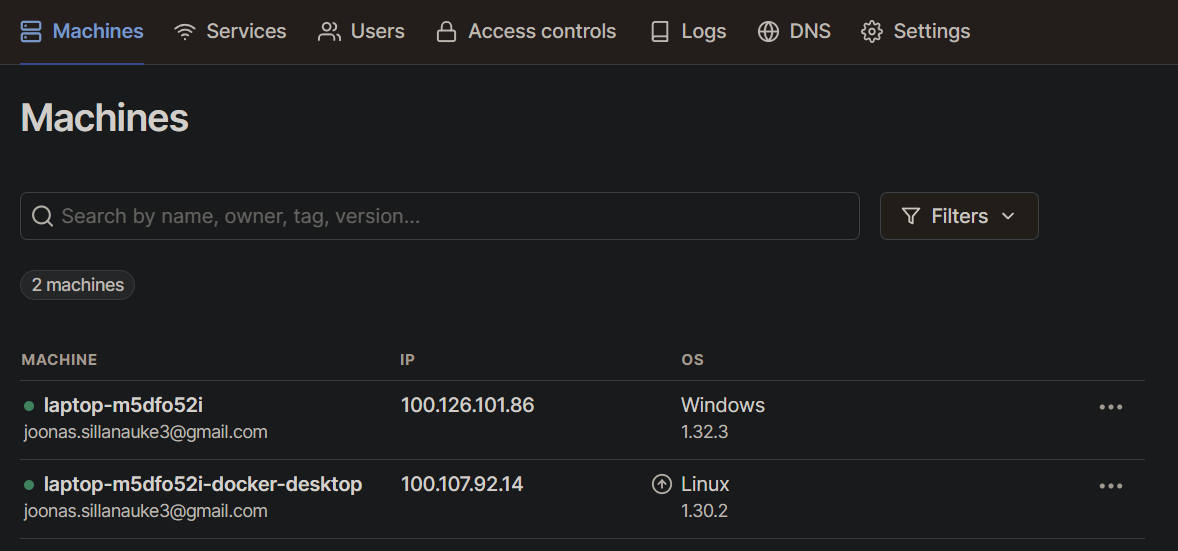 Machines Services Users Access controls Logs DNS Settings
Machines
Search by name, owner, tag, version...
Filters
2 machines
MACHINE IP OS
laptop-m5dfo52i 100.126.101.86 Windows
joonas.sillanauke3@gmail.com 1.32.3
laptop-m5dfo52i-docker-desktop 100.107.92.14 Linux
joonas.sillanauke3@gmail.com 1.30.2